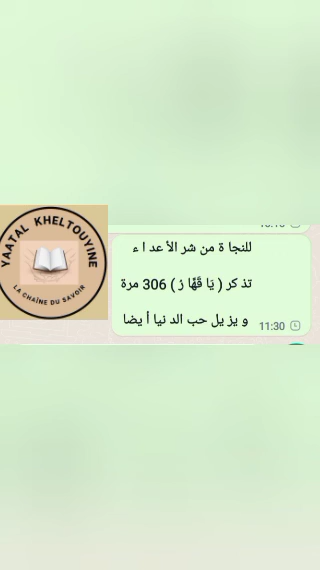 YAATAL KHELTOUYINE
LA CHAÎNE DU SAVOIR
للنجا ة من شر الأ عد ا ء
تذ كر ( يَا قَهَّا رُ ) 306 مرة
و يز يل حب الد نيا أ يضا
11:30